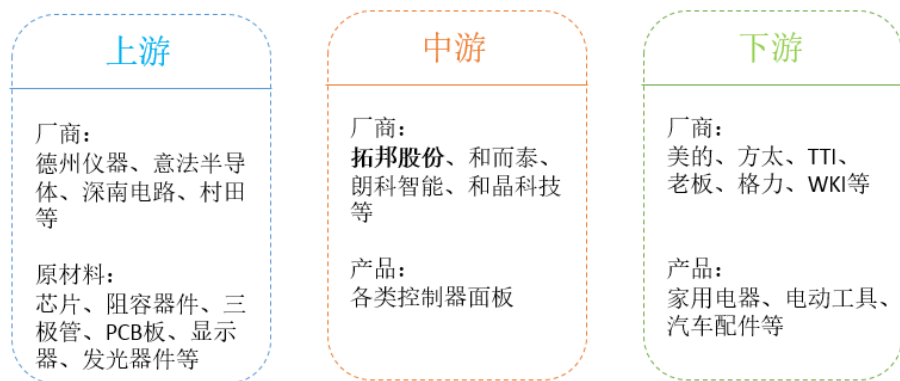 上游
厂商：
德州仪器、意法半导
体、深南电路、村田
等
原材料：
芯片、阻容器件、三
极管、PCB板、显示
器、发光器件等
中游
厂商：
拓邦股份、和而泰、
朗科智能、和晶科技
等
产品：
各类控制器面板
下游
厂商：
美的、方太、TTI、
老板、格力、WKI等
产品：
家用电器、电动工具、
汽车配件等